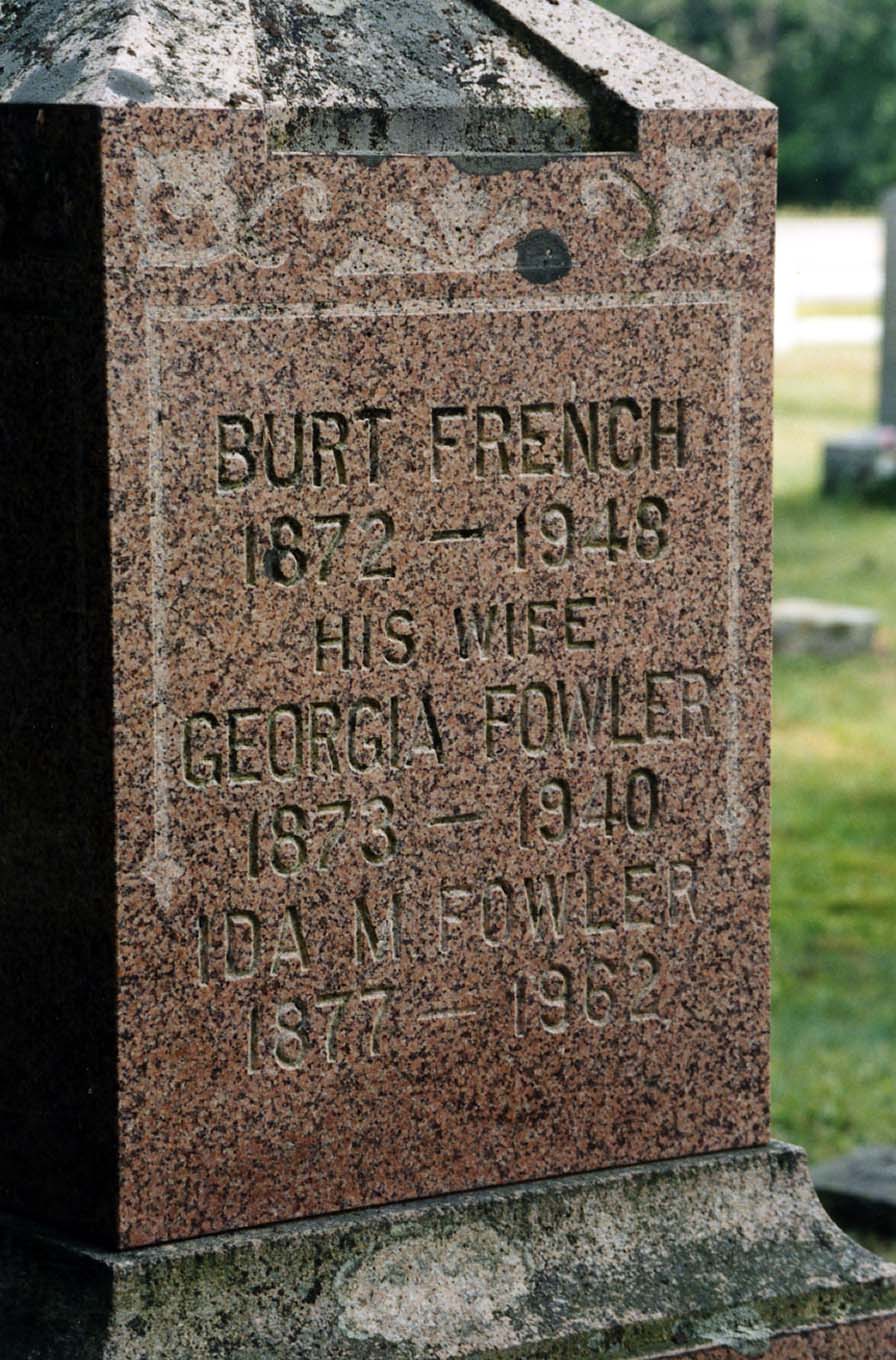 BURT FRENCH
1872 – 1948
HIS WIFE
GEORGIA FOWLER
1873 – 1940
IDA M. FOWLER
1877 – 1962